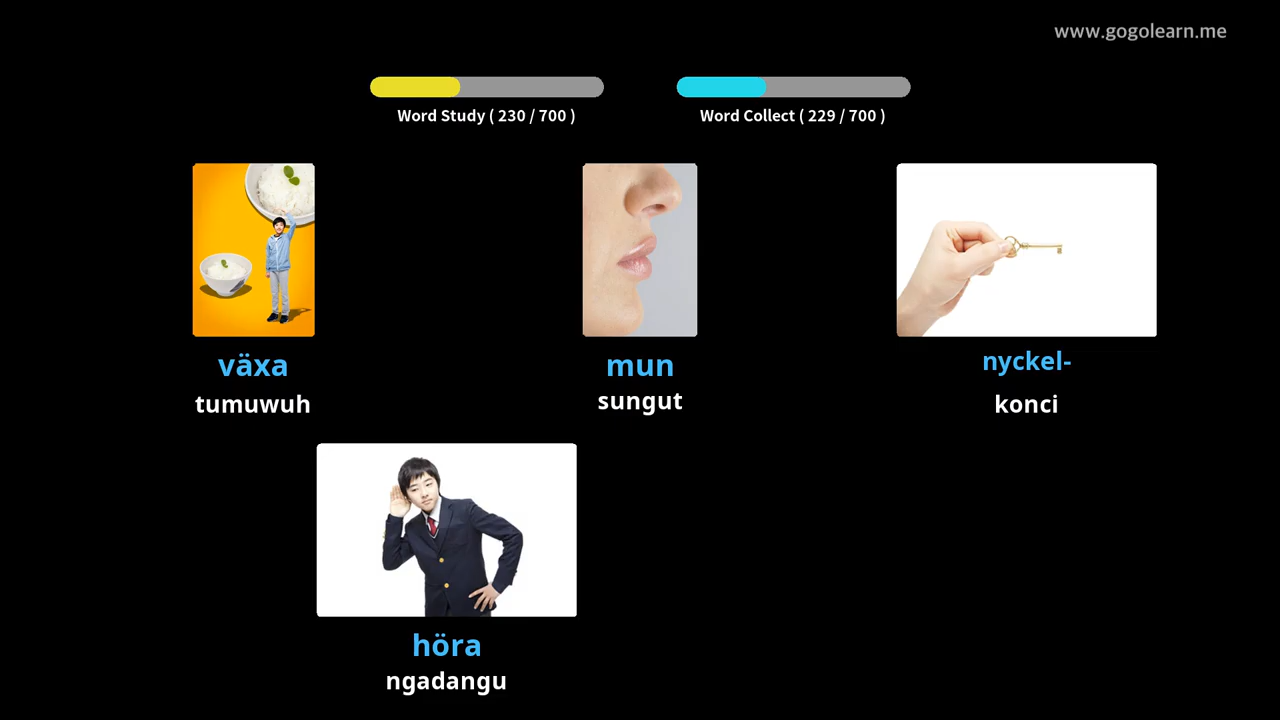 www.gogolearn.me
Word Study ( 230 / 700 )
Word Collect ( 229 / 700 )
växa
tumuwuh
mun
sungut
nyckel-
konci
höra
ngadangu